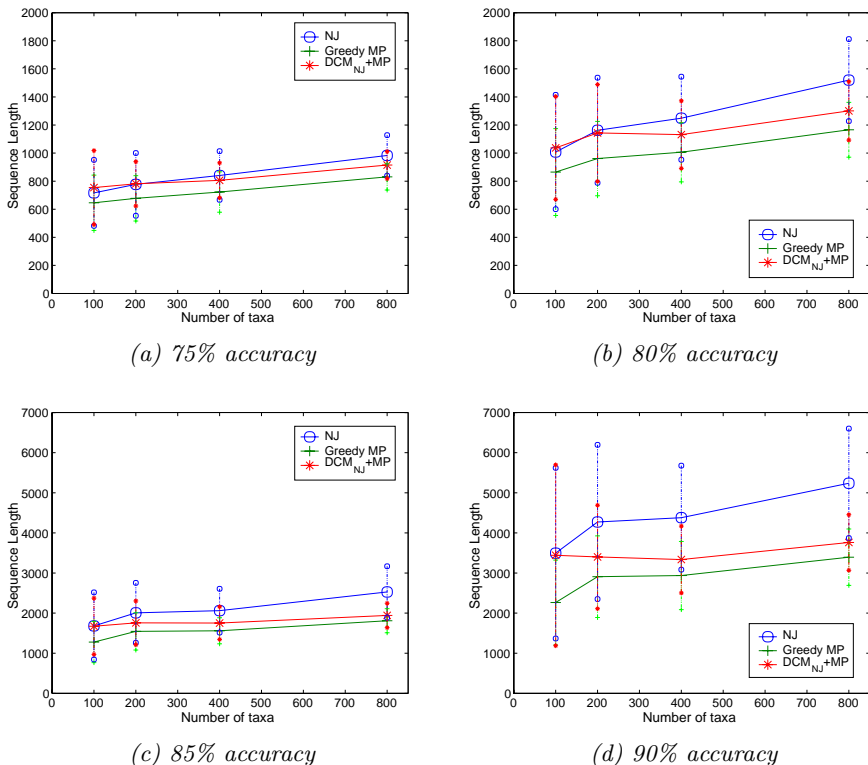 2000
1800
1600
1400
1200
1000
800
600
400
200
0
Sequence Length
NJ
Greedy MP
DCM_NJ+MP
0 100 200 300 400 500 600 700 800
Number of taxa
(a) 75% accuracy
2000
1800
1600
1400
1200
1000
800
600
400
200
0
Sequence Length
NJ
Greedy MP
DCM_NJ+MP
0 100 200 300 400 500 600 700 800
Number of taxa
(b) 80% accuracy
7000
6000
5000
4000
3000
2000
1000
0
Sequence Length
NJ
Greedy MP
DCM_NJ+MP
0 100 200 300 400 500 600 700 800
Number of taxa
(c) 85% accuracy
7000
6000
5000
4000
3000
2000
1000
0
Sequence Length
NJ
Greedy MP
DCM_NJ+MP
0 100 200 300 400 500 600 700 800
Number of taxa
(d) 90% accuracy